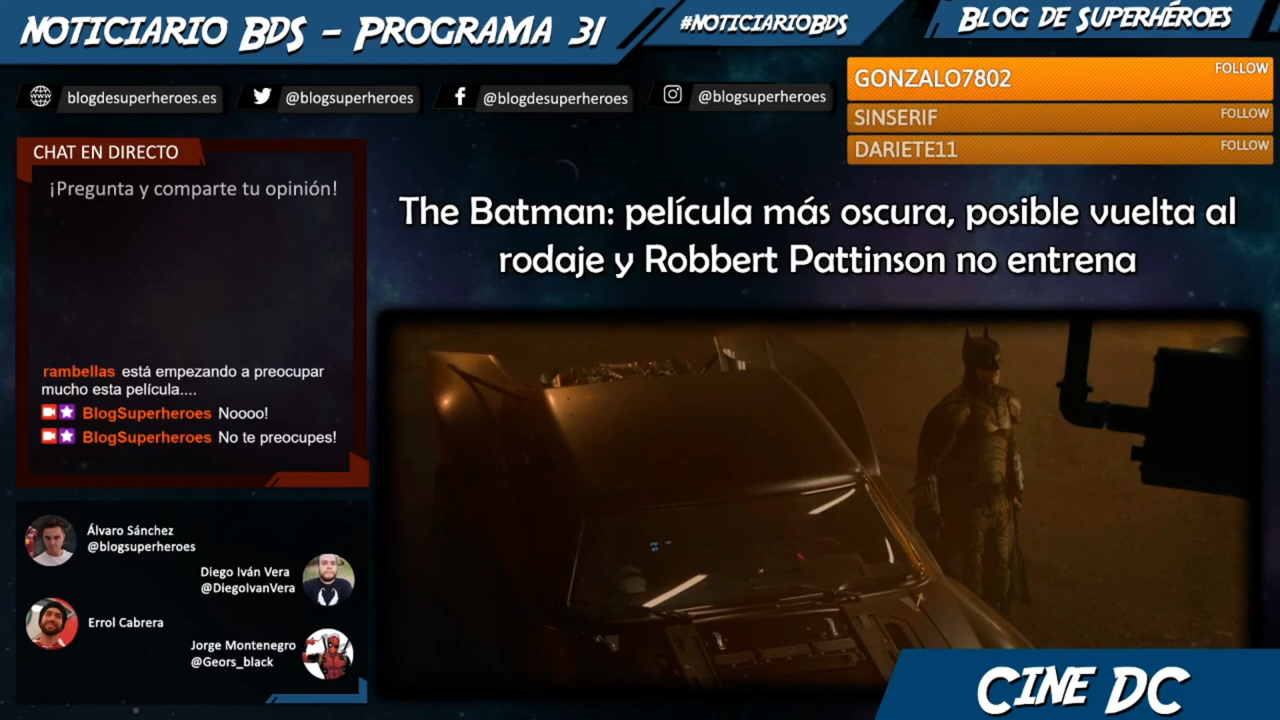 NOTICIARIO BDS - PROGRAMA 31
#NOTICIARIOBDS
BLOG DE SUPERHÉROES
blogdesuperheroes.es
@blogsuperheroes
@blogdesuperheroes
@blogsuperheroes
GONZALO7802 FOLLOW
SINSERIF FOLLOW
DARIETE11 FOLLOW
CHAT EN DIRECTO
¡Pregunta y comparte tu opinión!
The Batman: película más oscura, posible vuelta al
rodaje y Robbert Pattinson no entrena
rambellas está empezando a preocupar
mucho esta película....
BlogSuperheroes Noooo!
BlogSuperheroes No te preocupes!
Álvaro Sánchez
@blogsuperheroes
Diego Iván Vera
@DiegoIvanVera
Errol Cabrera
Jorge Montenegro
@Geors_black
CINE DC